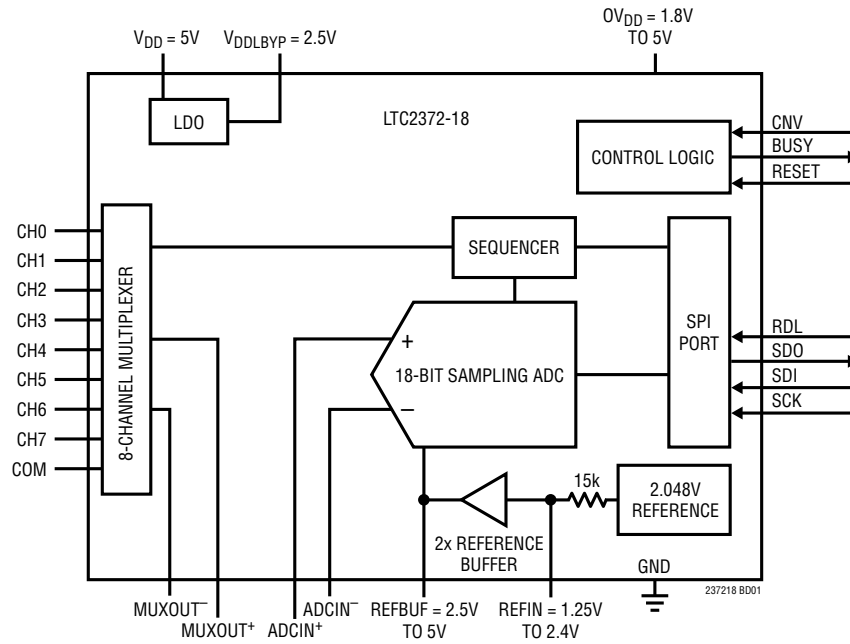 V_DD = 5V
V_DDLBYP = 2.5V
OV_DD = 1.8V
TO 5V
LDO
LTC2372-18
CONTROL LOGIC
CNV
BUSY
RESET
CH0
CH1
CH2
CH3
CH4
CH5
CH6
CH7
COM
8-CHANNEL MULTIPLEXER
SEQUENCER
+
18-BIT SAMPLING ADC
–
SPI
PORT
RDL
SDO
SDI
SCK
2x REFERENCE
BUFFER
15k
2.048V
REFERENCE
GND
237218 BD01
MUXOUT–
MUXOUT+
ADCIN+
ADCIN–
REFBUF = 2.5V
TO 5V
REFIN = 1.25V
TO 2.4V